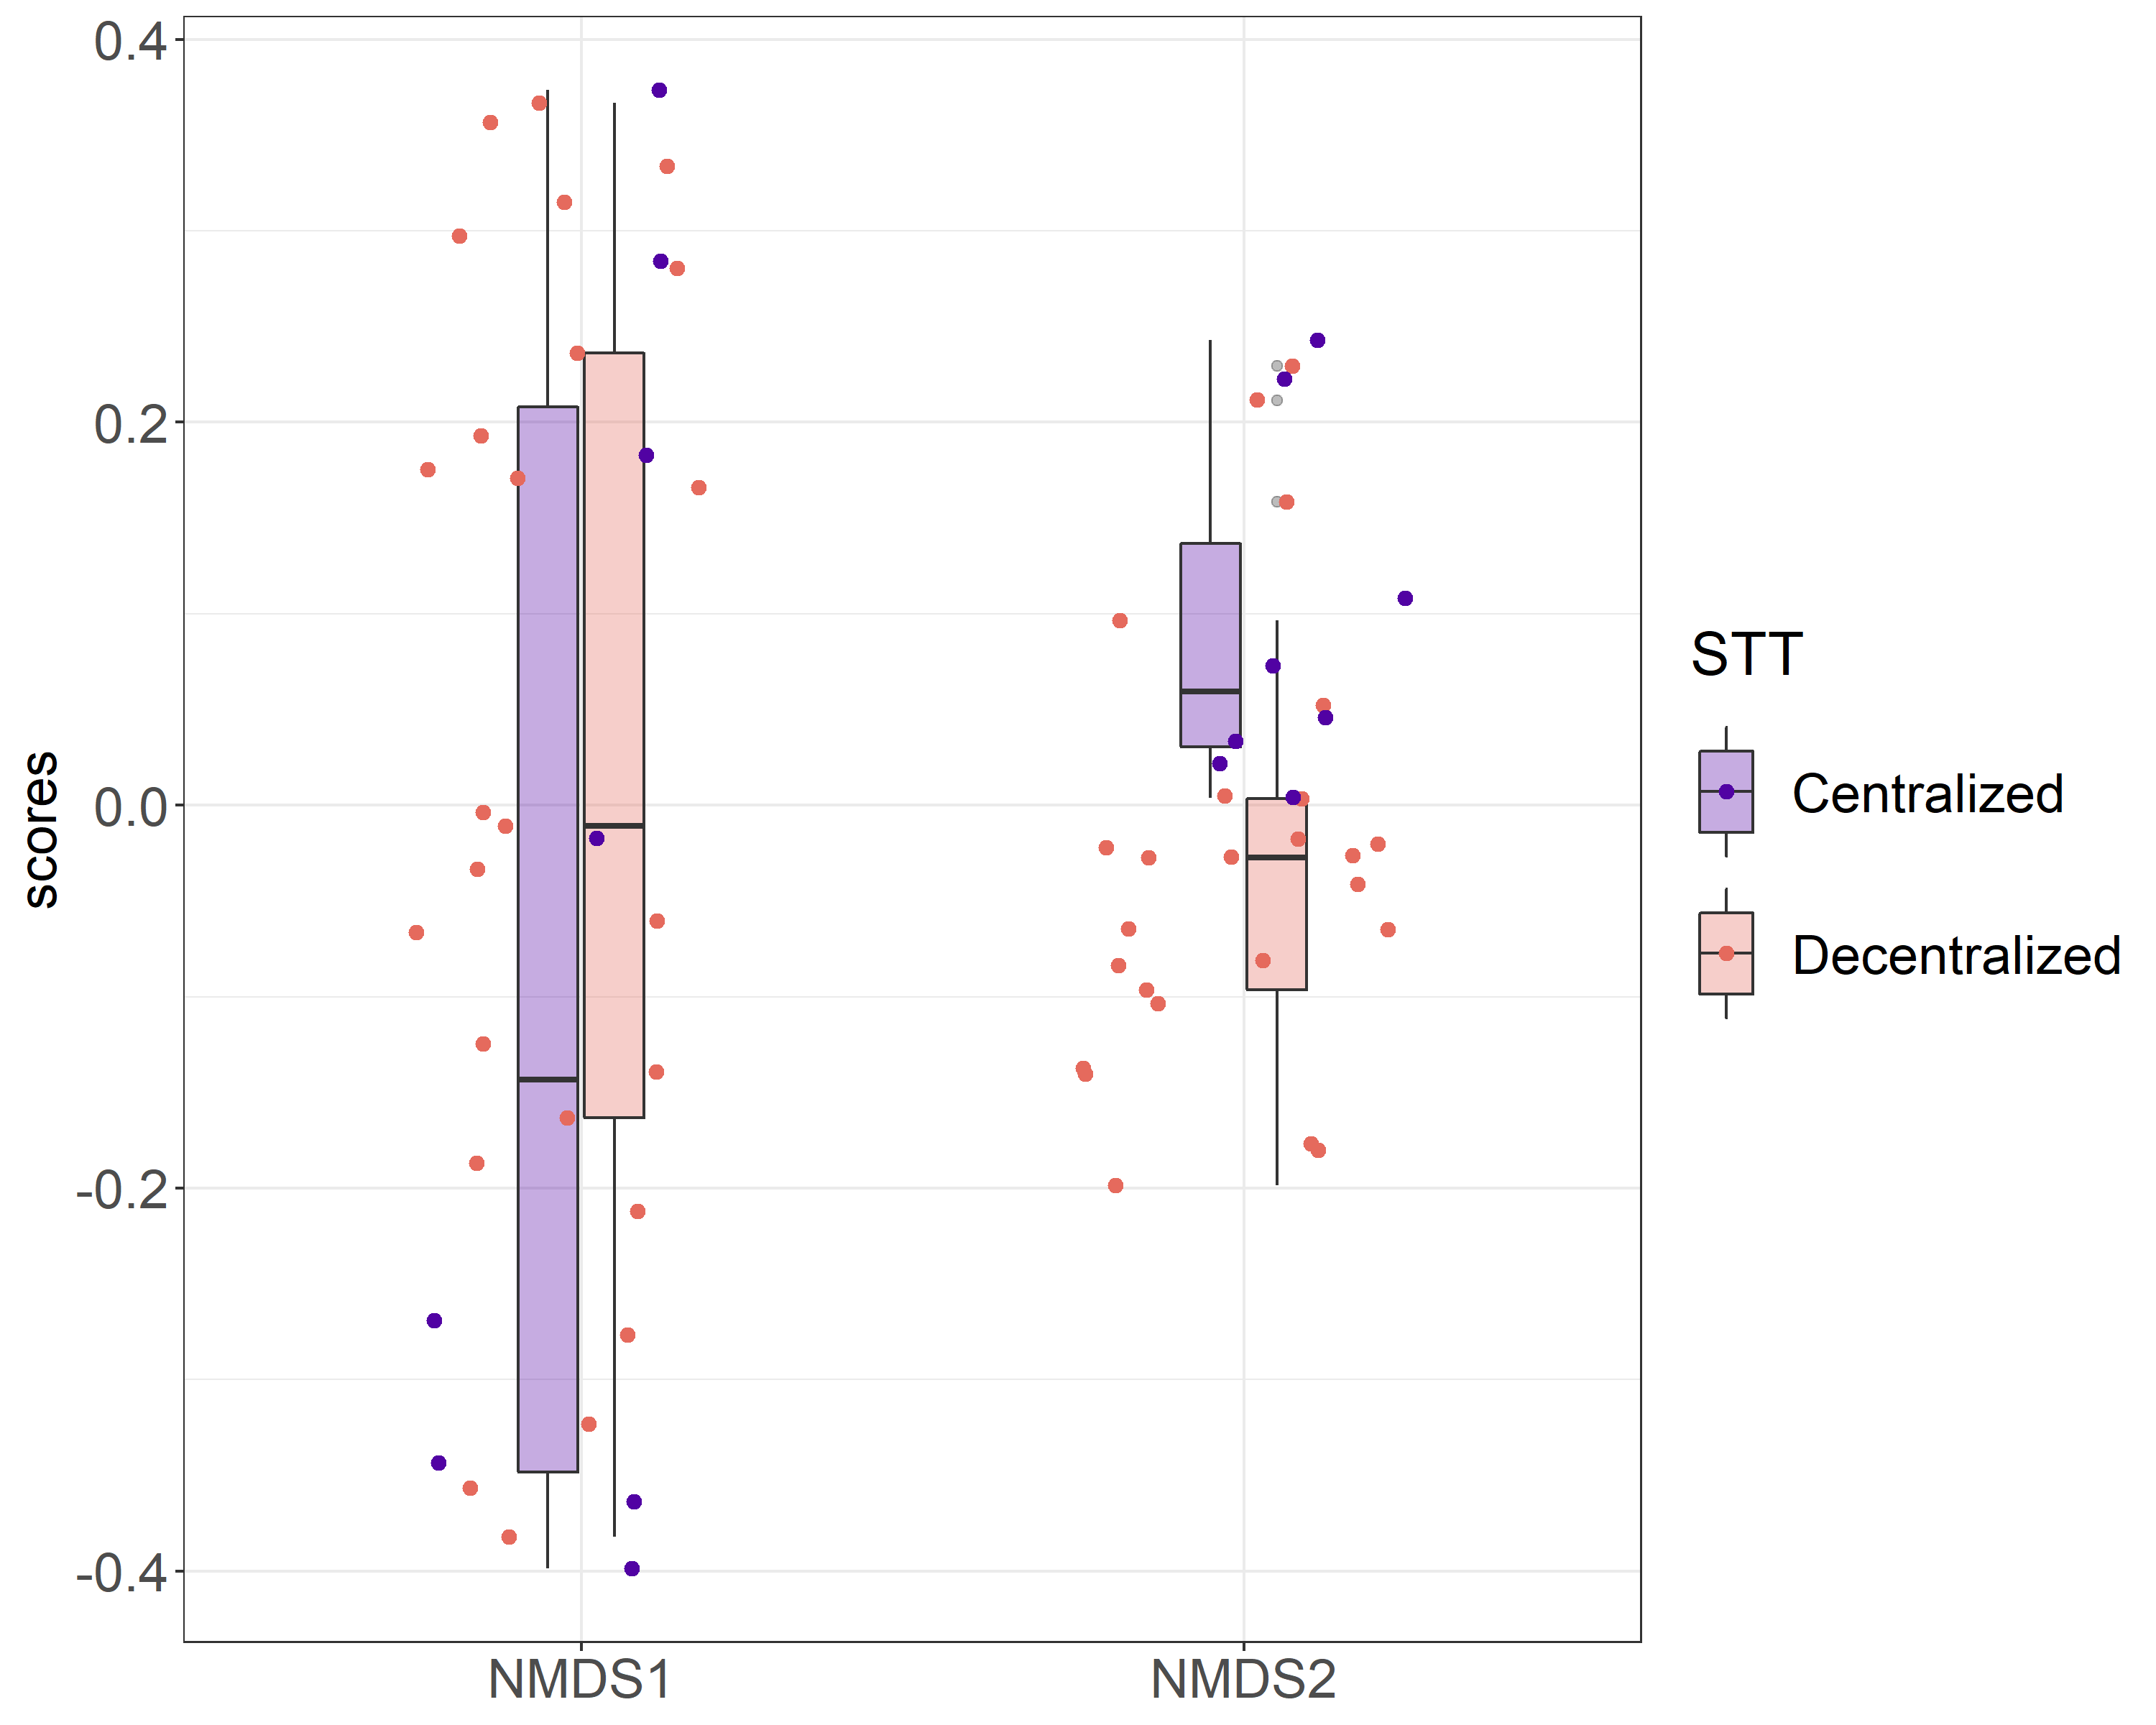 0.4
0.2
0.0
-0.2
-0.4
scores
NMDS1
NMDS2
STT
Centralized
Decentralized